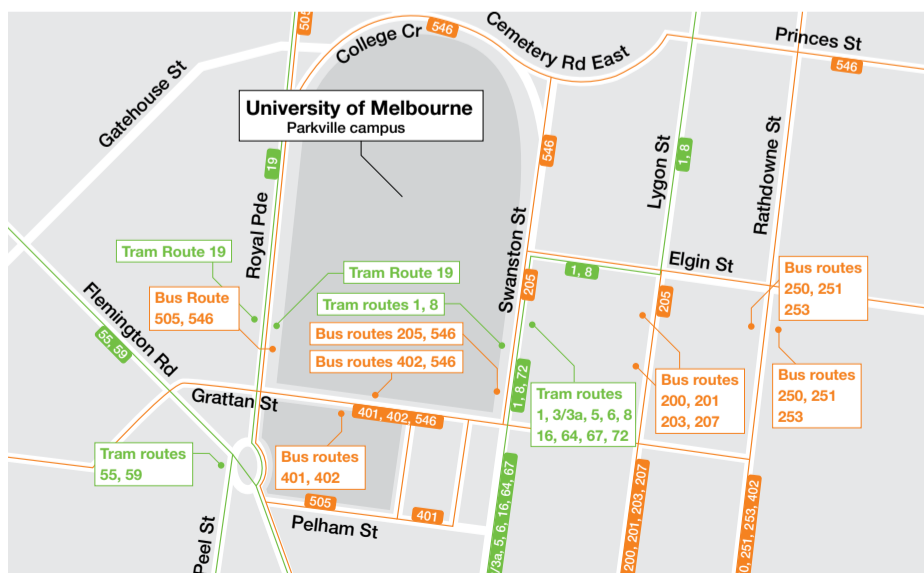 505
College Cr
546
Cemetery Rd East
Princes St
546
Gatehouse St
University of Melbourne
Parkville campus
19
Royal Pde
546
Lygon St
1, 8
Rathdowne St
Swanston St
Elgin St
1, 8
205
205
Tram Route 19
Bus Route
505, 546
Tram Route 19
Tram routes 1, 8
Bus routes 205, 546
Bus routes 402, 546
Bus routes
250, 251
253
Flemington Rd
55, 59
Grattan St
401, 402, 546
1, 8, 72
Tram routes
1, 3/3a, 5, 6, 8
16, 64, 67, 72
Bus routes
200, 201
203, 207
Bus routes
250, 251
253
Tram routes
55, 59
Bus routes
401, 402
505
401
Pelham St
Peel St
/3a, 5, 6, 16, 64, 67
200, 201, 203, 207
0, 251, 253, 402